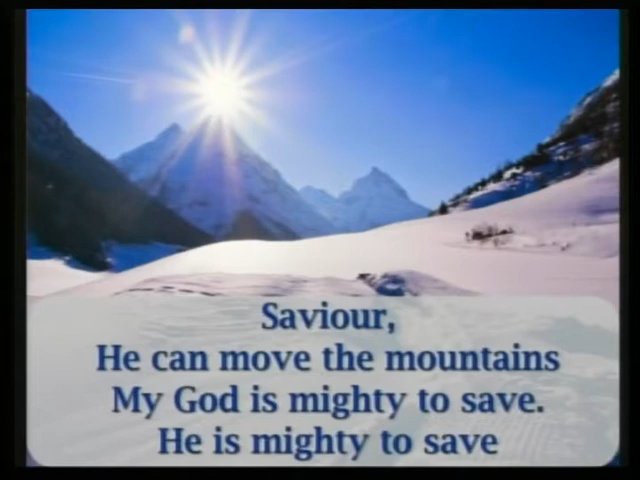 Saviour,
He can move the mountains
My God is mighty to save.
He is mighty to save